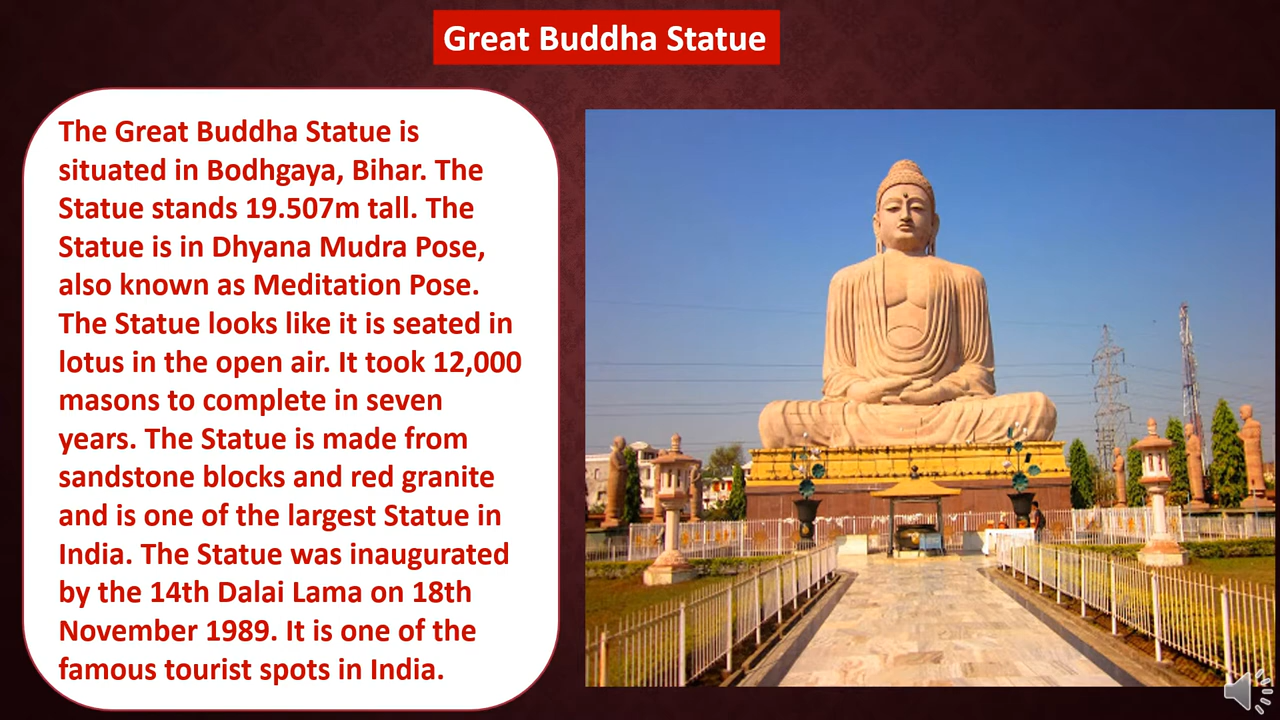 Great Buddha Statue
The Great Buddha Statue is
situated in Bodhgaya, Bihar. The
Statue stands 19.507m tall. The
Statue is in Dhyana Mudra Pose,
also known as Meditation Pose.
The Statue looks like it is seated in
lotus in the open air. It took 12,000
masons to complete in seven
years. The Statue is made from
sandstone blocks and red granite
and is one of the largest Statue in
India. The Statue was inaugurated
by the 14th Dalai Lama on 18th
November 1989. It is one of the
famous tourist spots in India.